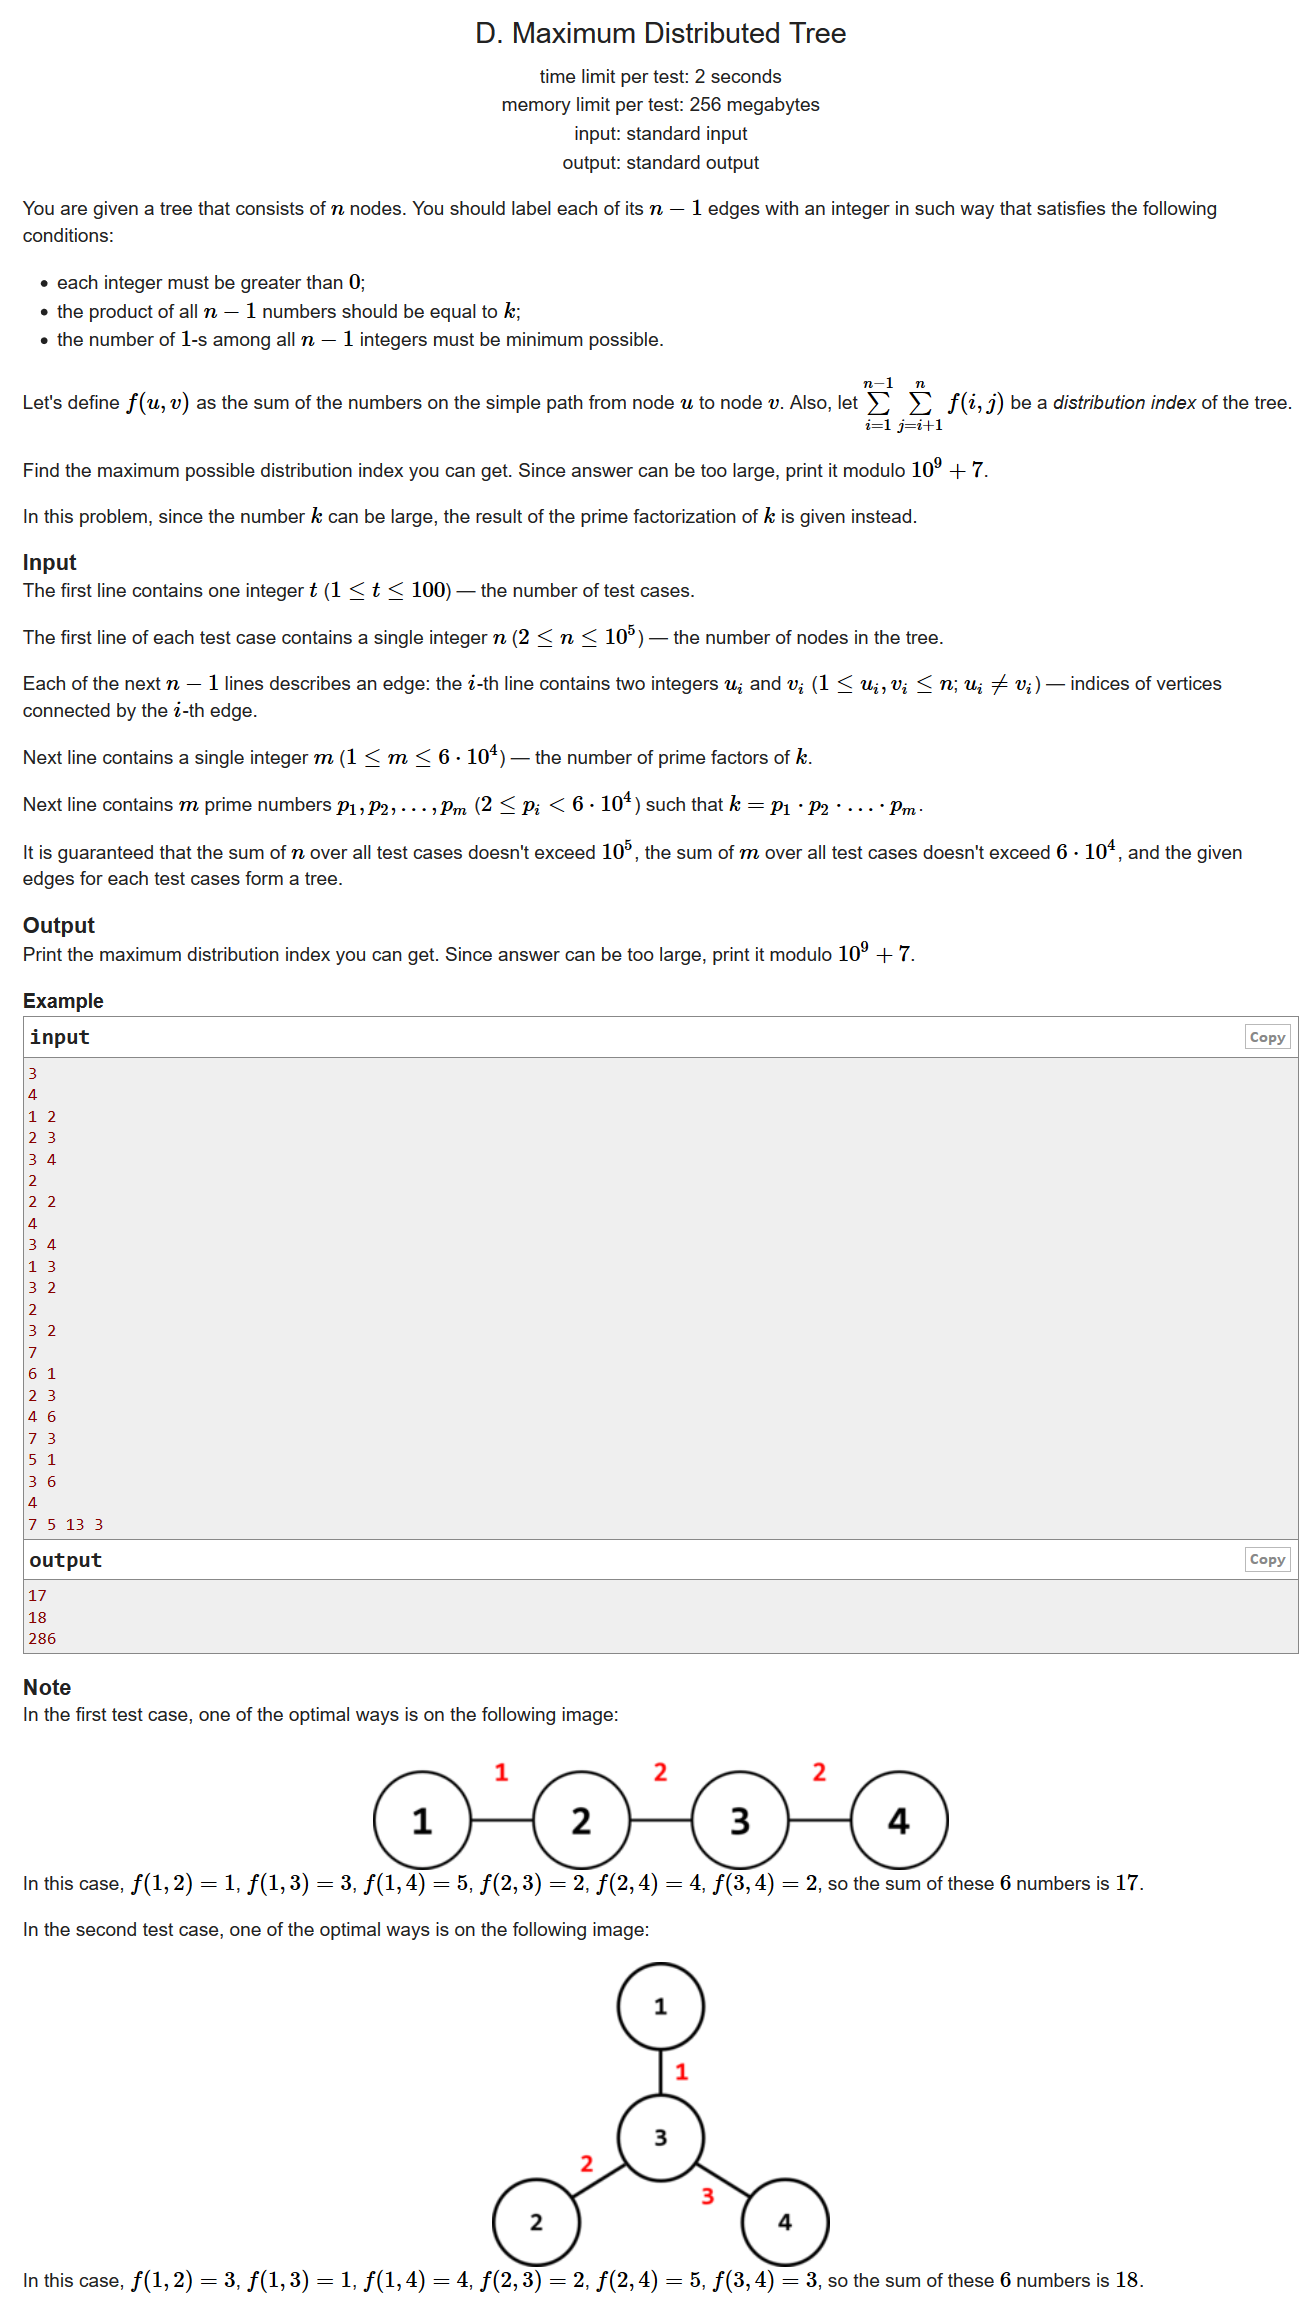 D. Maximum Distributed Tree
time limit per test: 2 seconds
memory limit per test: 256 megabytes
input: standard input
output: standard output
You are given a tree that consists of n nodes. You should label each of its n − 1 edges with an integer in such way that satisfies the following
conditions:
• each integer must be greater than 0;
• the product of all n − 1 numbers should be equal to k;
• the number of 1-s among all n − 1 integers must be minimum possible.
Let's define f(u, v) as the sum of the numbers on the simple path from node u to node v. Also, let $\sum_{i=1}^{n-1} \sum_{j=i+1}^{n} f(i, j)$ be a distribution index of the tree.
Find the maximum possible distribution index you can get. Since answer can be too large, print it modulo 10^9 + 7.
In this problem, since the number k can be large, the result of the prime factorization of k is given instead.
Input
The first line contains one integer t (1 ≤ t ≤ 100) — the number of test cases.
The first line of each test case contains a single integer n (2 ≤ n ≤ 10^5) — the number of nodes in the tree.
Each of the next n − 1 lines describes an edge: the i-th line contains two integers u_i and v_i (1 ≤ u_i, v_i ≤ n; u_i ≠ v_i) — indices of vertices
connected by the i-th edge.
Next line contains a single integer m (1 ≤ m ≤ 6 · 10^4) — the number of prime factors of k.
Next line contains m prime numbers p_1, p_2, . . . , p_m (2 ≤ p_i < 6 · 10^4) such that k = p_1 · p_2 · . . . · p_m.
It is guaranteed that the sum of n over all test cases doesn't exceed 10^5, the sum of m over all test cases doesn't exceed 6 · 10^4, and the given
edges for each test cases form a tree.
Output
Print the maximum distribution index you can get. Since answer can be too large, print it modulo 10^9 + 7.
Example
input
Copy
3
4
1 2
2 3
3 4
2
2 2
4
3 4
1 3
3 2
2
3 2
7
6 1
2 3
4 6
7 3
5 1
3 6
4
7 5 13 3
output
Copy
17
18
286
Note
In the first test case, one of the optimal ways is on the following image:
1 2 2
1 2 3 4
In this case, f(1, 2) = 1, f(1, 3) = 3, f(1, 4) = 5, f(2, 3) = 2, f(2, 4) = 4, f(3, 4) = 2, so the sum of these 6 numbers is 17.
In the second test case, one of the optimal ways is on the following image:
1
1
3
2
3
2
4
In this case, f(1, 2) = 3, f(1, 3) = 1, f(1, 4) = 4, f(2, 3) = 2, f(2, 4) = 5, f(3, 4) = 3, so the sum of these 6 numbers is 18.